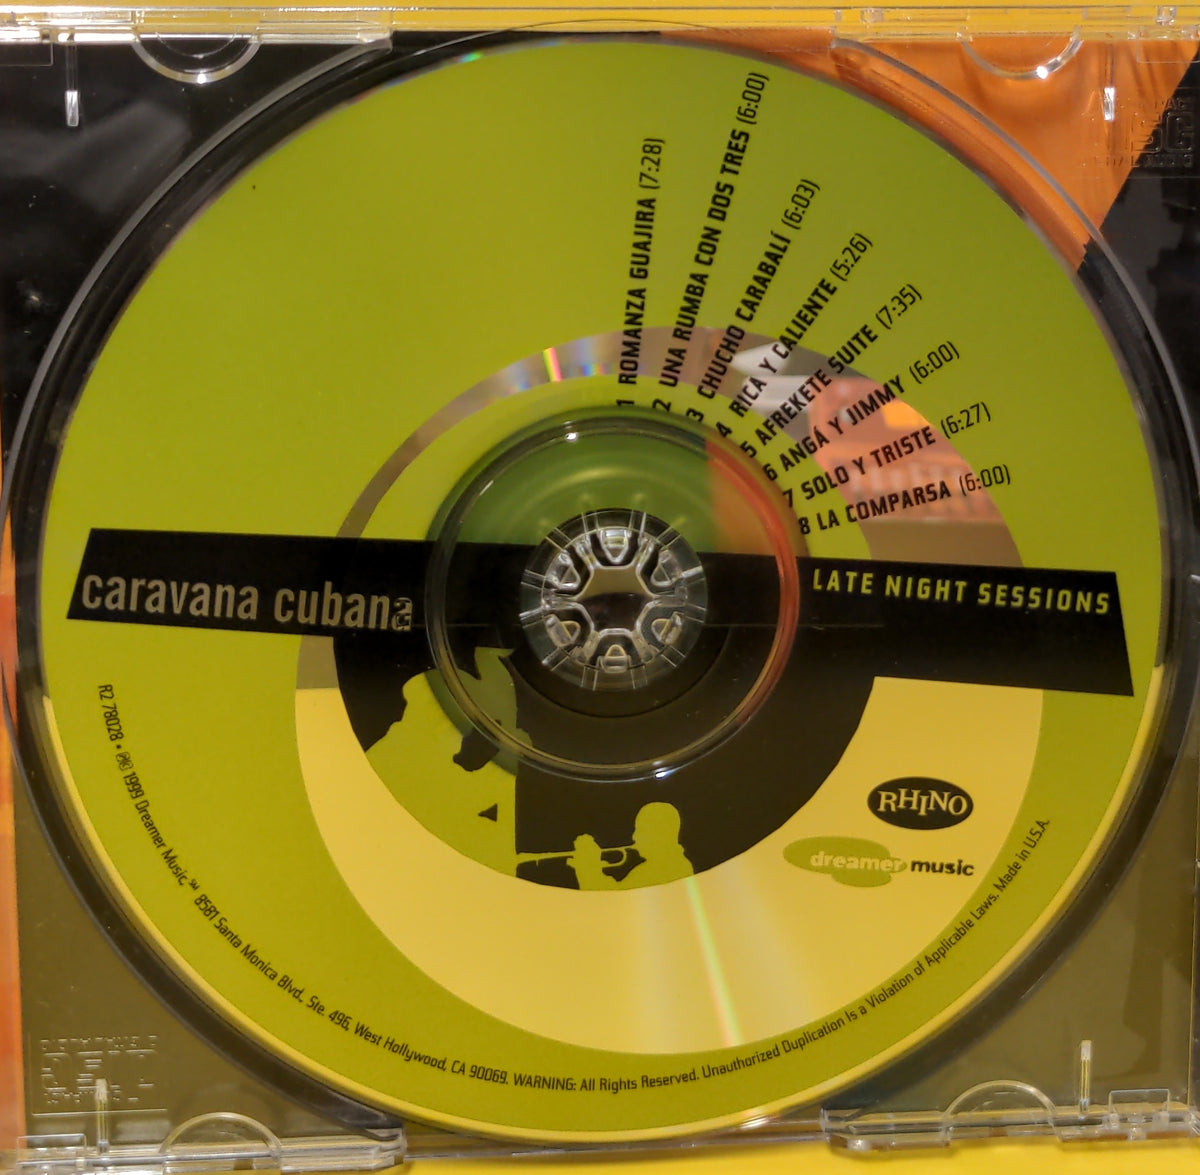 1 ROMANZA GUAJIRA (7:28)
2 UNA RUMBA CON DOS TRES (6:00)
3 CHUCHO CARABALÍ (6:03)
4 RICA Y CALIENTE (5:26)
5 AFREKETE SUITE (7:35)
6 ANGÁ Y JIMMY (6:00)
7 SOLO Y TRISTE (6:27)
8 LA COMPARSA (6:00)
caravana cubana
LATE NIGHT SESSIONS
RHINO
dreamer music
R2 78028 • ℗© 1999 Dreamer Music, ℠ 8581 Santa Monica Blvd., Ste. 496, West Hollywood, CA 90069. WARNING: All Rights Reserved. Unauthorized Duplication Is a Violation of Applicable Laws. Made in U.S.A.